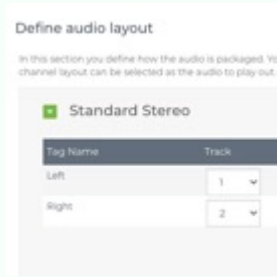 Define audio layout
In this section you define how the audio is packaged. Yo
channel layout can be selected as the audio to play out.
Standard Stereo
Tag Name Track
Left 1
Right 2